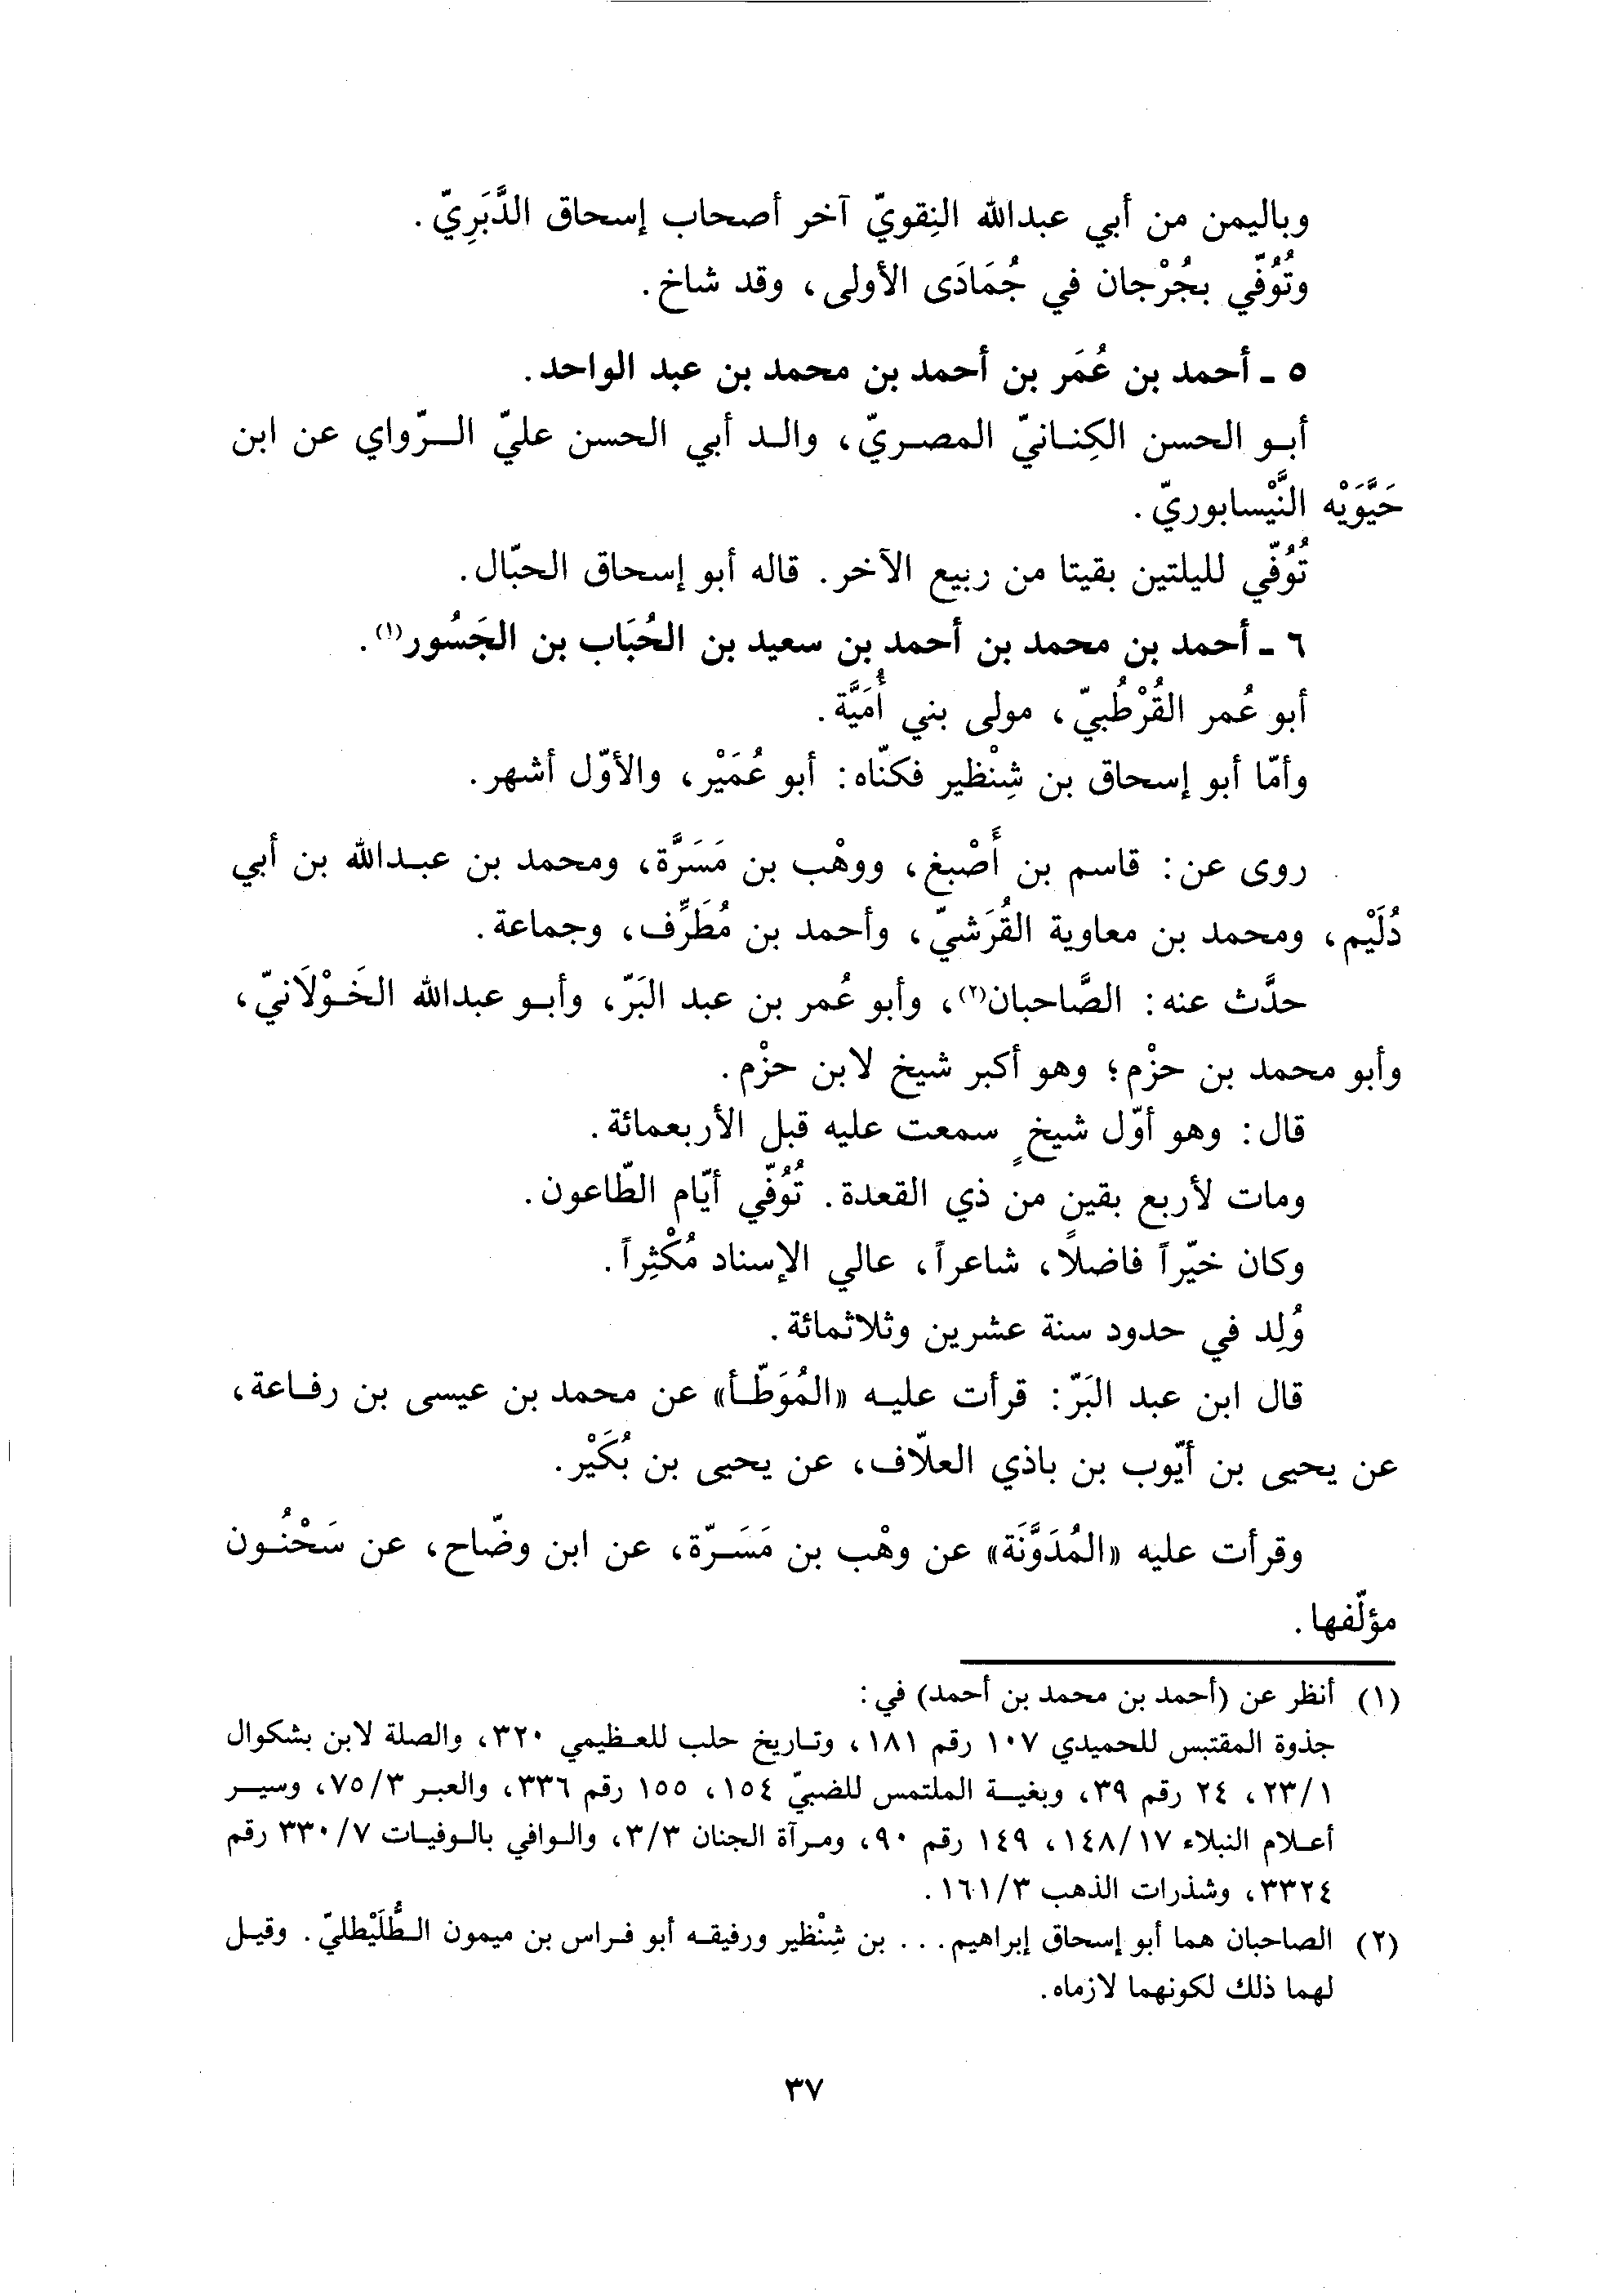 وباليمن من أبي عبدالله النِقويّ آخر أصحاب إسحاق الدَّبَرِيّ.
وتُوُفّي بجُرْجان في جُمَادَى الأولى، وقد شاخ.
٥ ـ أحمد بن عُمَر بن أحمد بن محمد بن عبد الواحد.
أبو الحسن الكِناني المصريّ، والد أبي الحسن عليّ الرّواي عن ابن
حَيَّوَيْه النَّيْسابوريّ.
تُوُفّي لليلتين بقيتا من ربيع الآخر. قاله أبو إسحاق الحبّال.
٦ ـ أحمد بن محمد بن أحمد بن سعيد بن الحُبَاب بن الجَسُور(١).
أبو عُمر القُرْطُبيّ، مولى بني أُمَيَّة.
وأمّا أبو إسحاق بن شِنْظير فكنّاه: أبو عُمَيْر، والأوّل أشهر.
روى عن: قاسم بن أَصْبغ، ووهْب بن مَسَرَّة، ومحمد بن عبدالله بن أبي
دُلَيْم، ومحمد بن معاوية القُرَشيّ، وأحمد بن مُطَرِّف، وجماعة.
حدَّث عنه: الصَّاحبان(٢)، وأبو عُمر بن عبد البَرّ، وأبو عبدالله الخَوْلَانيّ،
وأبو محمد بن حزْم؛ وهو أكبر شيخ لابن حزْم.
قال: وهو أوّل شيخٍ سمعت عليه قبل الأربعمائة.
ومات لأربع بقين من ذي القعدة. تُوُفّي أيّام الطّاعون.
وكان خيّراً فاضلاً، شاعراً، عالي الإسناد مُكْثِراً.
وُلِد في حدود سنة عشرين وثلاثمائة.
قال ابن عبد البَرّ: قرأت عليه «المُوَطّأ» عن محمد بن عيسى بن رفاعة،
عن يحيى بن أيّوب بن باذي العلاّف، عن يحيى بن بُكَيْر.
وقرأت عليه «المُدَوَّنَة» عن وهْب بن مَسَرّة، عن ابن وضّاح، عن سَحْنُون
مؤلّفها.
(١) أنظر عن (أحمد بن محمد بن أحمد) في:
جذوة المقتبس للحميدي ١٠٧ رقم ١٨١، وتاريخ حلب للعظيمي ٣٢٠، والصلة لابن بشكوال
٢٣/١، ٢٤ رقم ٣٩، وبغية الملتمس للضبيّ ١٥٤، ١٥٥ رقم ٣٣٦، والعبر ٧٥/٣، وسير
أعلام النبلاء ١٤٨/١٧، ١٤٩ رقم ٩٠، ومرآة الجنان ٣/٣، والوافي بالوفيات ٣٣٠/٧ رقم
٣٣٢٤، وشذرات الذهب ١٦١/٣.
(٢) الصاحبان هما أبو إسحاق إبراهيم... بن شِنْظير ورفيقه أبو فراس بن ميمون الطُّلَيْطليّ. وقيل
لهما ذلك لكونهما لازماه.
٣٧